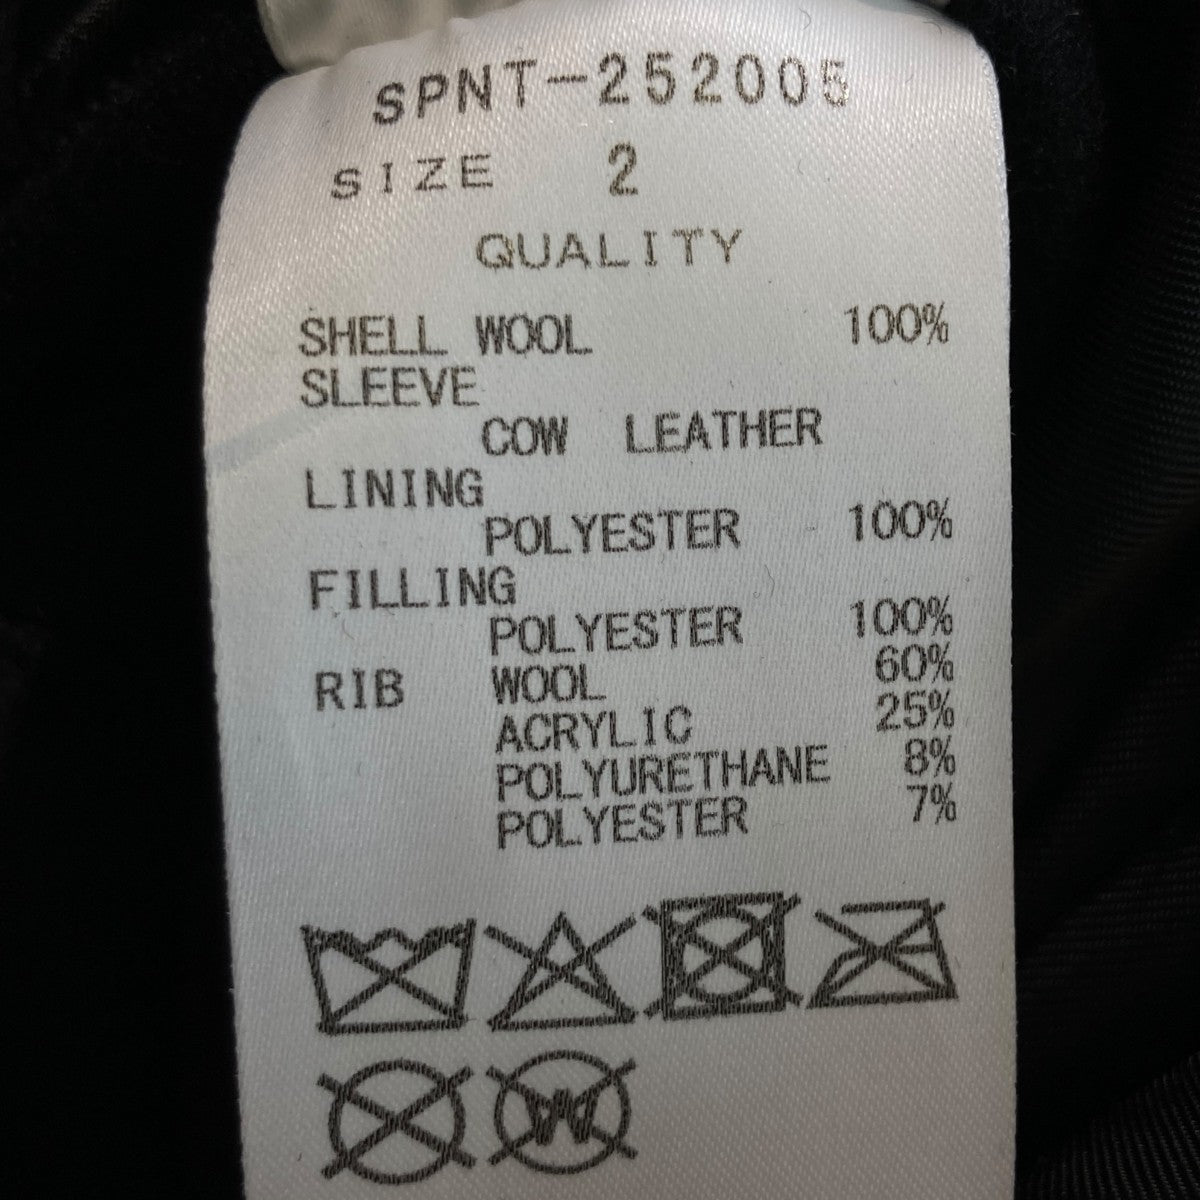 SPNT-252005
SIZE 2
QUALITY
SHELL WOOL 100%
SLEEVE
COW LEATHER
LINING
POLYESTER 100%
FILLING
POLYESTER 100%
RIB WOOL 60%
ACRYLIC 25%
POLYURETHANE 8%
POLYESTER 7%
W